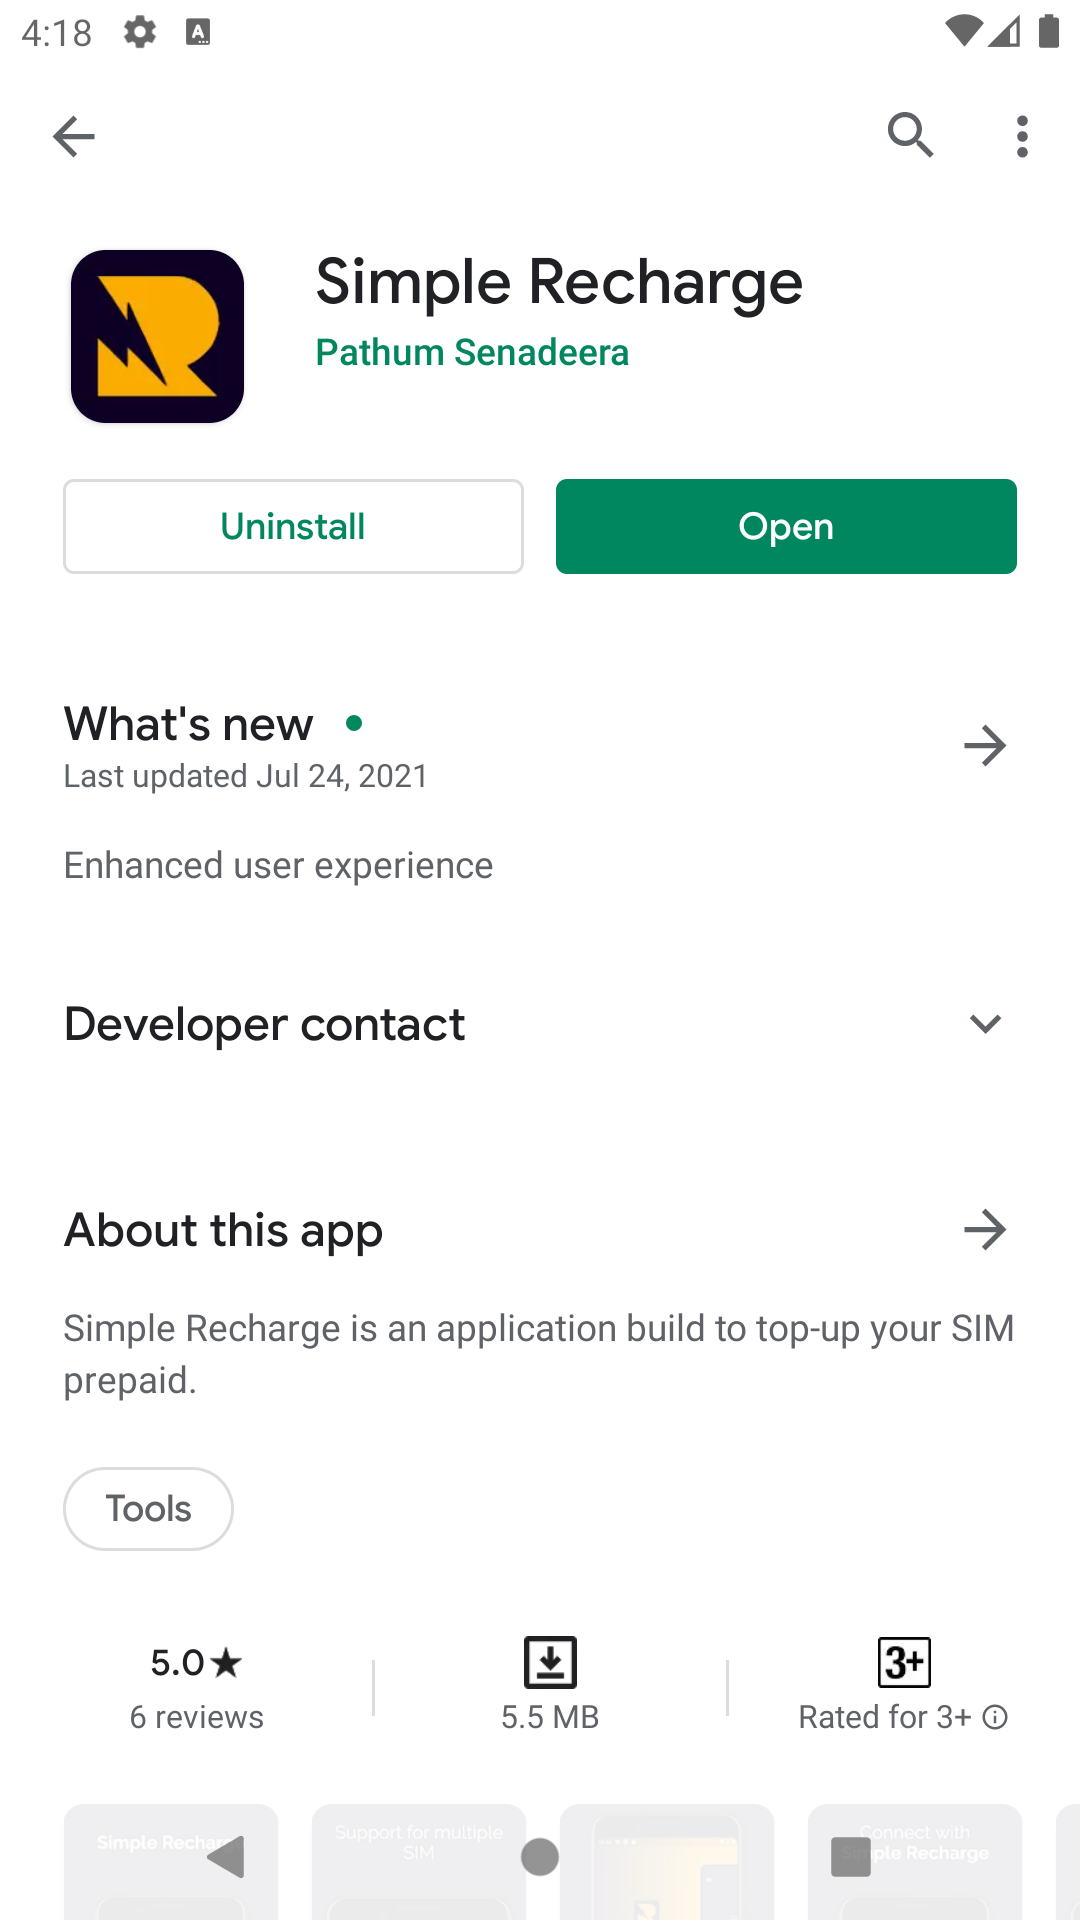 4:18
Simple Recharge
Pathum Senadeera
Uninstall
Open
What's new
Last updated Jul 24, 2021
Enhanced user experience
Developer contact
About this app
Simple Recharge is an application build to top-up your SIM
prepaid.
Tools
5.0★
6 reviews
5.5 MB
3+
Rated for 3+
Simple
Support for multiple
SIM
Connect with
Simple Recharge